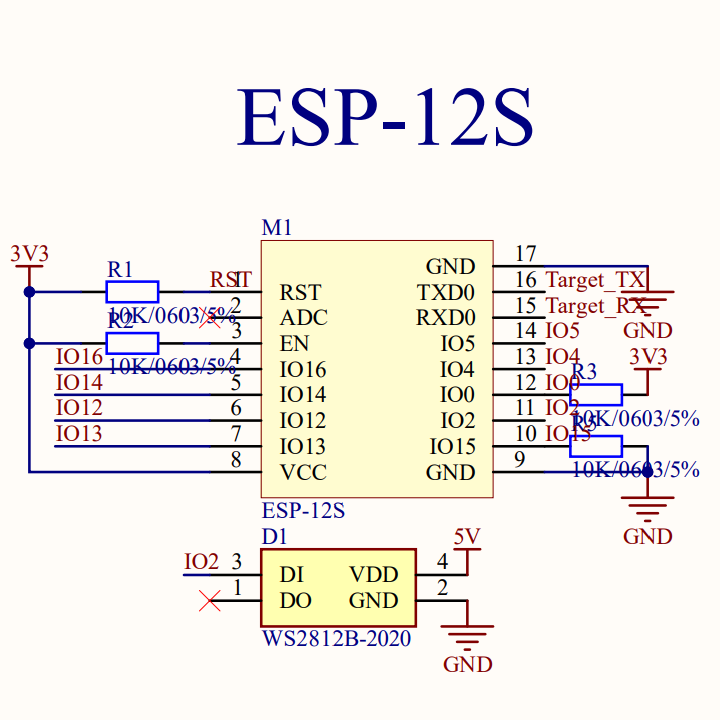 ESP-12S
M1
3V3
R1
RST
1
RST
10K/0603/5%
2
ADC
R2
3
EN
10K/0603/5%
IO16
4
IO16
IO14
5
IO14
IO12
6
IO12
IO13
7
IO13
8
VCC
GND
17
TXD0
16
Target_TX
RXD0
15
Target_RX
GND
IO5
14
IO5
IO4
13
IO4
3V3
R3
IO0
12
IO0
10K/0603/5%
IO2
11
IO2
R5
IO15
10
IO15
10K/0603/5%
GND
9
GND
ESP-12S
D1
5V
IO2
3
DI
VDD
4
1
DO
GND
2
WS2812B-2020
GND